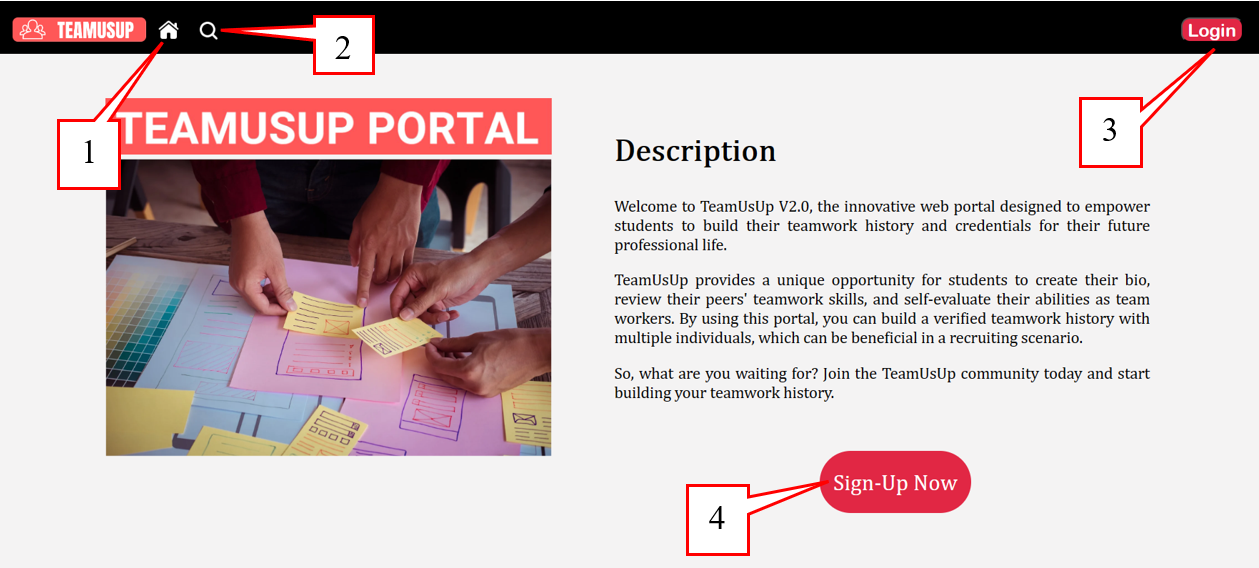 TEAMUSUP
2
Login
1
3
TEAMUSUP PORTAL
Description
Welcome to TeamUsUp V2.0, the innovative web portal designed to empower
students to build their teamwork history and credentials for their future
professional life.
TeamUsUp provides a unique opportunity for students to create their bio,
review their peers' teamwork skills, and self-evaluate their abilities as team
workers. By using this portal, you can build a verified teamwork history with
multiple individuals, which can be beneficial in a recruiting scenario.
So, what are you waiting for? Join the TeamUsUp community today and start
building your teamwork history.
Sign-Up Now
4